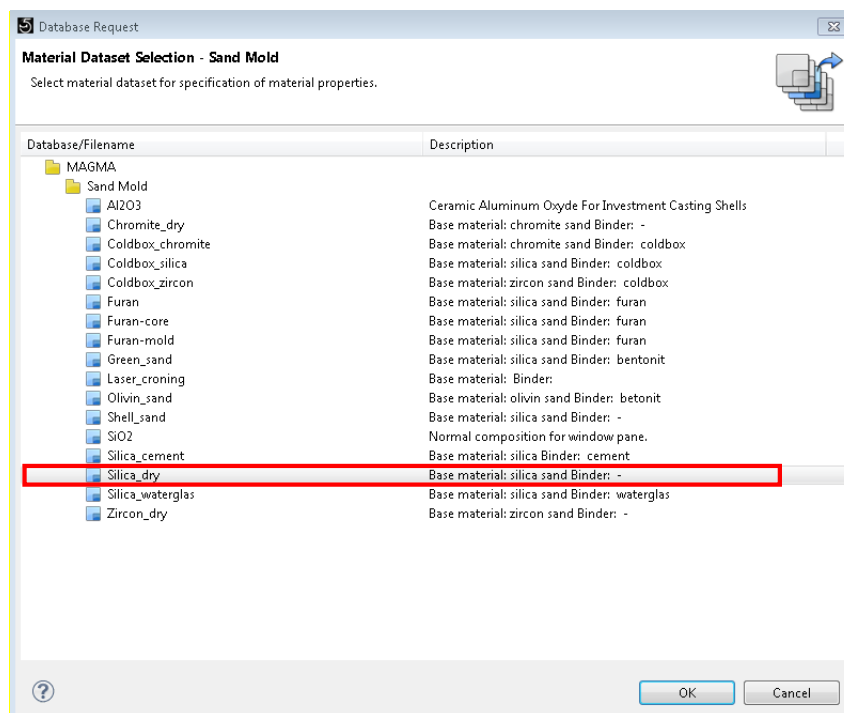 5 Database Request
Material Dataset Selection - Sand Mold
Select material dataset for specification of material properties.
Database/Filename Description
MAGMA
Sand Mold
Al2O3 Ceramic Aluminum Oxyde For Investment Casting Shells
Chromite_dry Base material: chromite sand Binder: -
Coldbox_chromite Base material: chromite sand Binder: coldbox
Coldbox_silica Base material: silica sand Binder: coldbox
Coldbox_zircon Base material: zircon sand Binder: coldbox
Furan Base material: silica sand Binder: furan
Furan-core Base material: silica sand Binder: furan
Furan-mold Base material: silica sand Binder: furan
Green_sand Base material: silica sand Binder: bentonit
Laser_croning Base material: Binder:
Olivin_sand Base material: olivin sand Binder: betonit
Shell_sand Base material: silica sand Binder: -
SiO2 Normal composition for window pane.
Silica_cement Base material: silica Binder: cement
Silica_dry Base material: silica sand Binder: -
Silica_waterglas Base material: silica sand Binder: waterglas
Zircon_dry Base material: zircon sand Binder: -
? OK Cancel